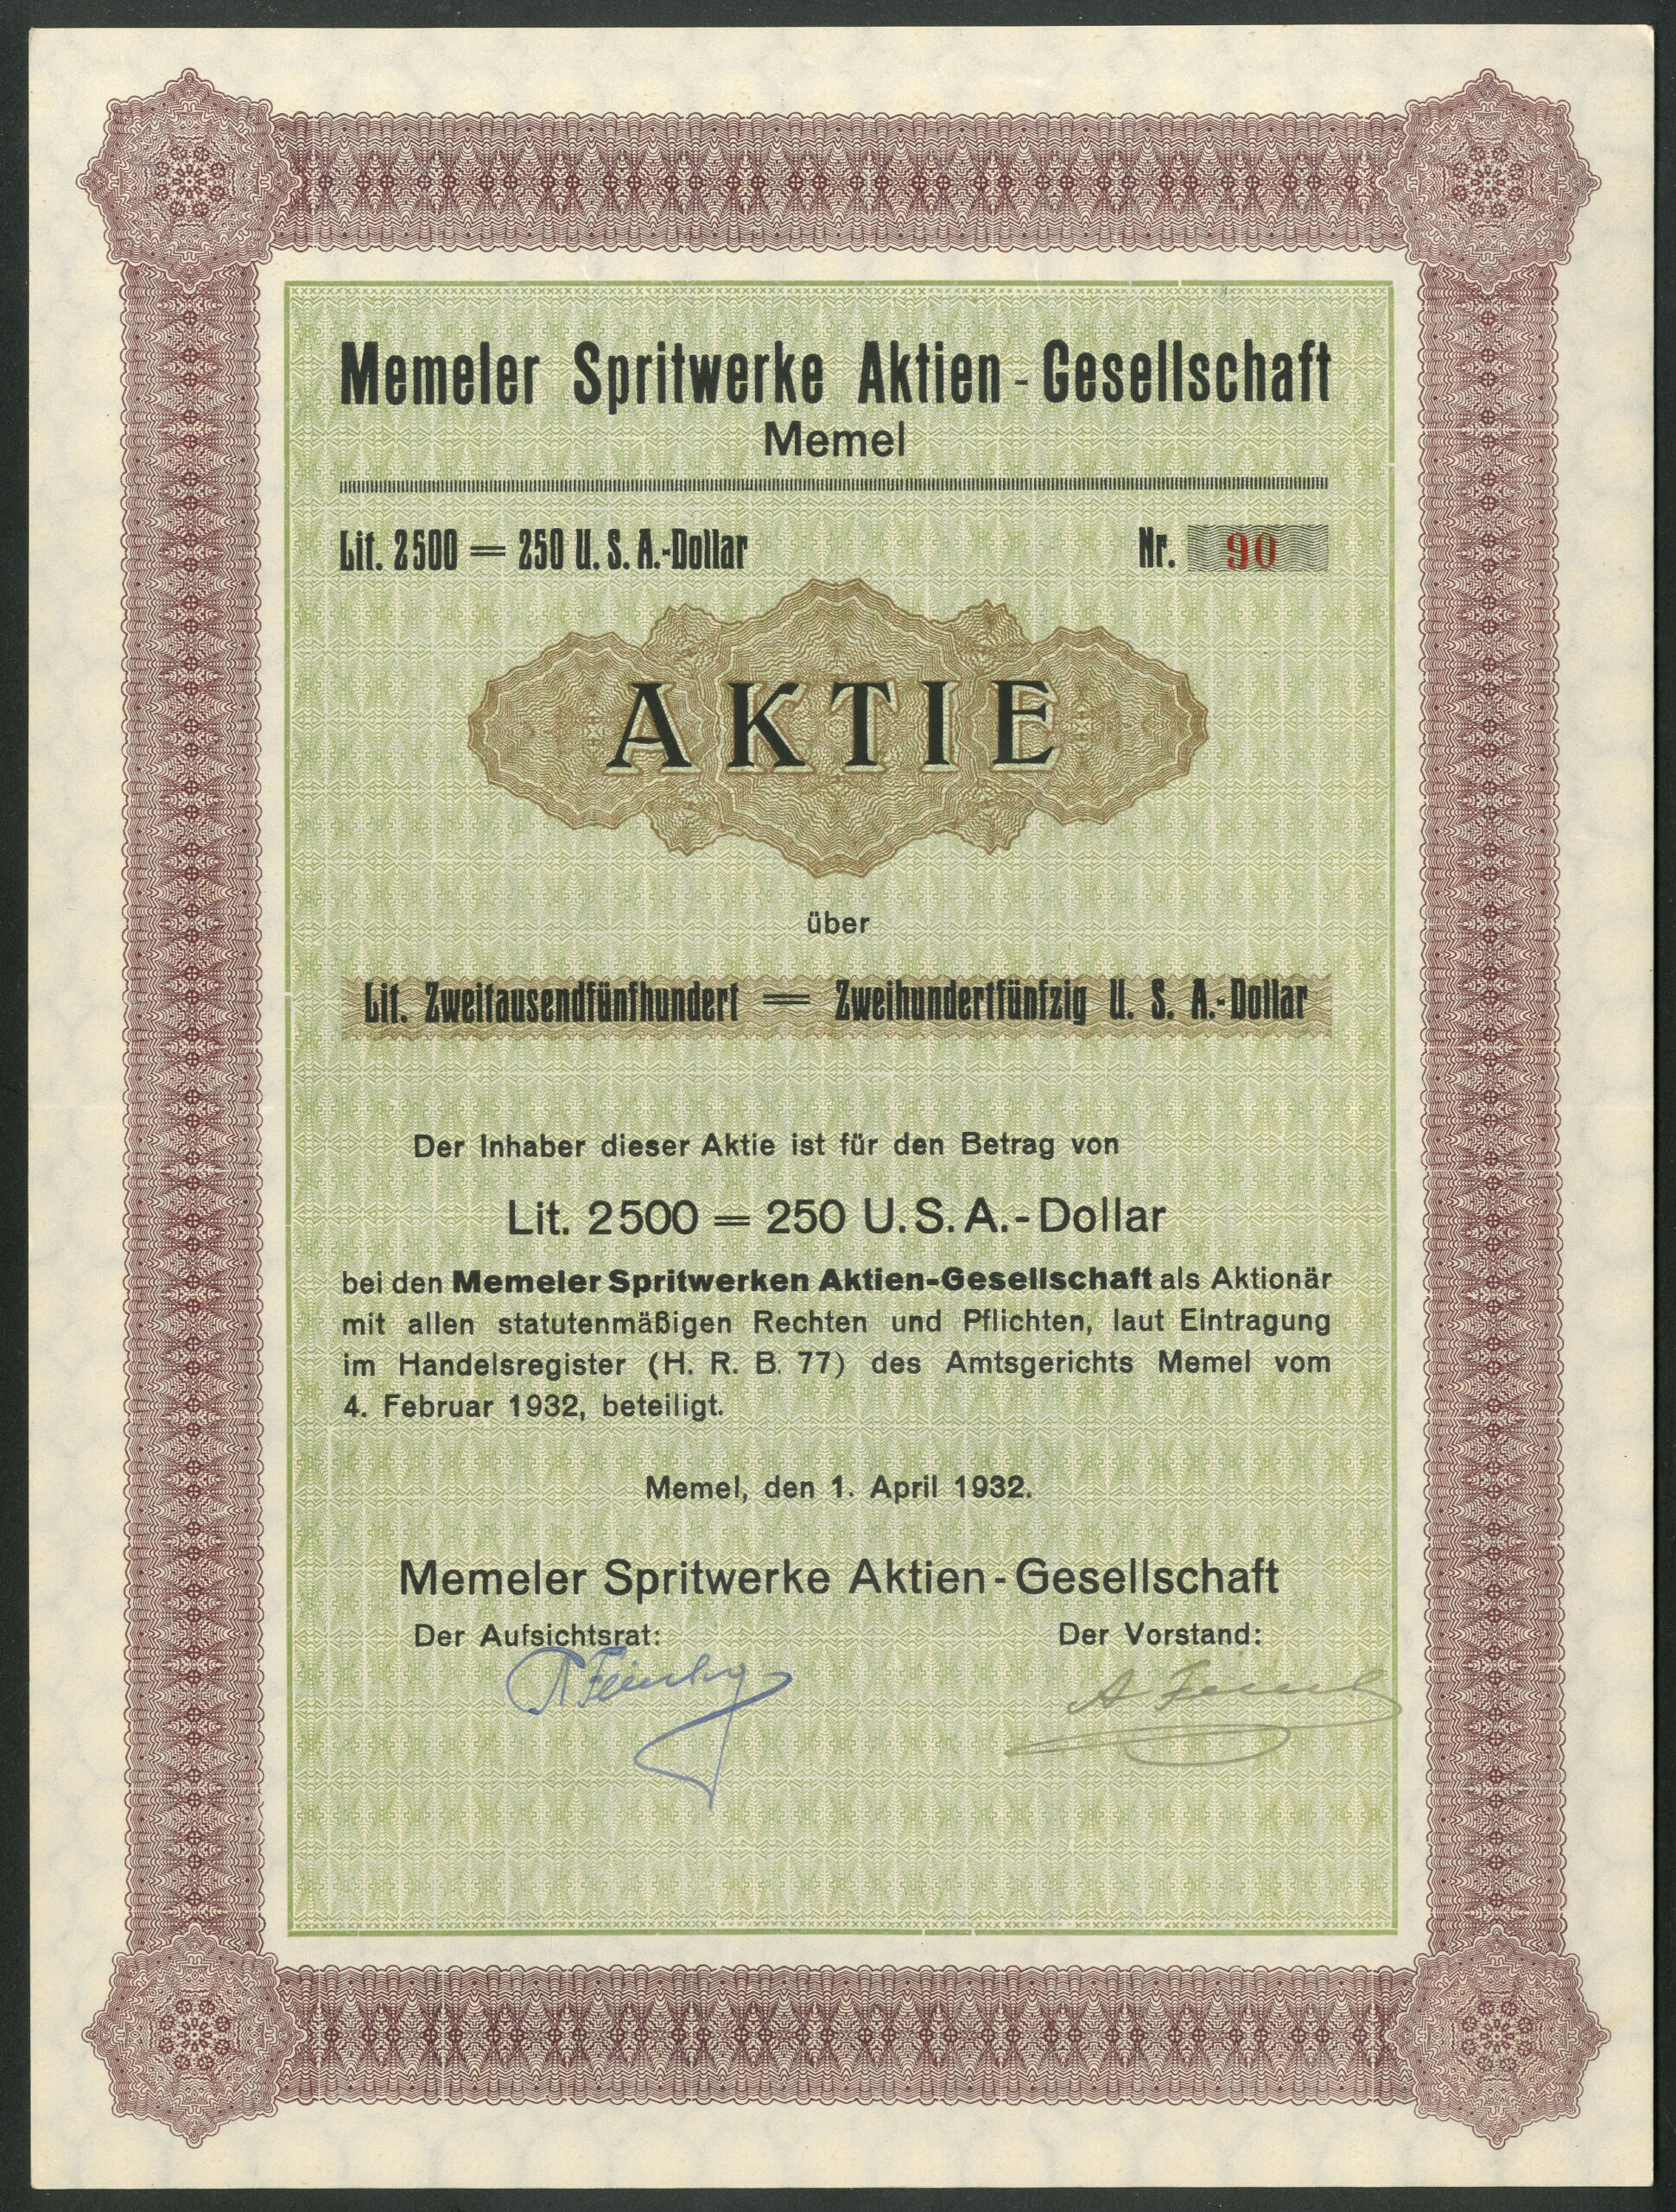 Memeler Spritwerke Aktien-Gesellschaft
Memel
Lit. 2500 = 250 U. S. A.-Dollar Nr. 90
AKTIE
über
Lit. Zweitausendfünfhundert = Zweihundertfünfzig U. S. A.-Dollar
Der Inhaber dieser Aktie ist für den Betrag von
Lit. 2500 = 250 U.S.A.-Dollar
bei den Memeler Spritwerken Aktien-Gesellschaft als Aktionär
mit allen statutenmäßigen Rechten und Pflichten, laut Eintragung
im Handelsregister (H. R. B. 77) des Amtsgerichts Memel vom
4. Februar 1932, beteiligt.
Memel, den 1. April 1932.
Memeler Spritwerke Aktien-Gesellschaft
Der Aufsichtsrat: Der Vorstand: